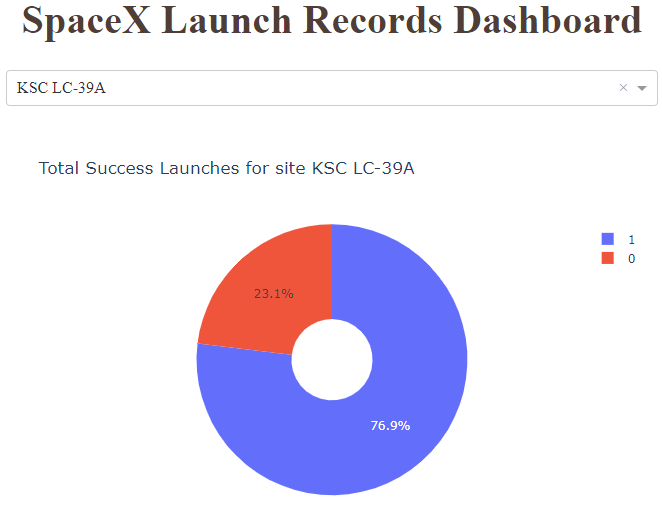 SpaceX Launch Records Dashboard
KSC LC-39A
×
Total Success Launches for site KSC LC-39A
1
0
23.1%
76.9%